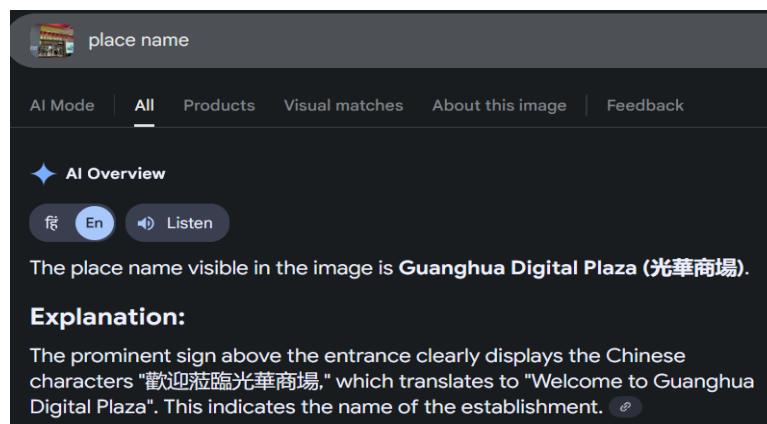 place name
AI Mode All Products Visual matches About this image Feedback
AI Overview
हिं En Listen
The place name visible in the image is Guanghua Digital Plaza (光華商場).
Explanation:
The prominent sign above the entrance clearly displays the Chinese
characters "歡迎蒞臨光華商場," which translates to "Welcome to Guanghua
Digital Plaza". This indicates the name of the establishment.